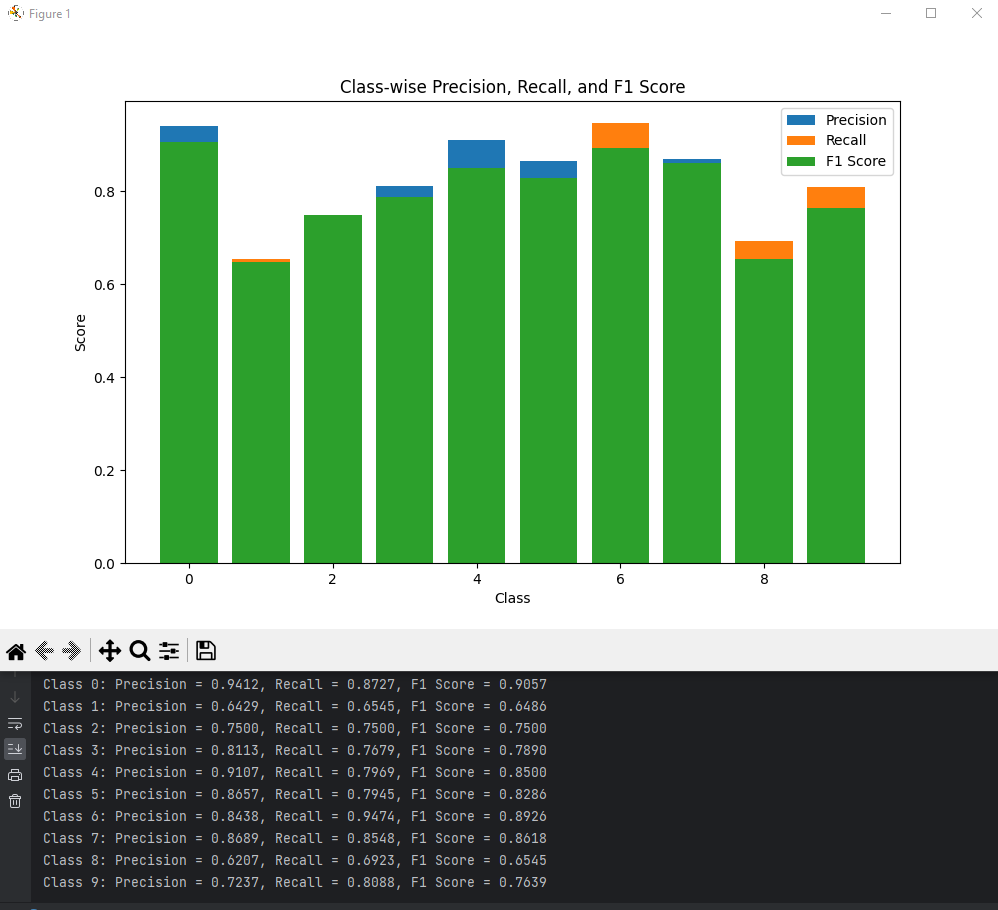 Figure 1
Class-wise Precision, Recall, and F1 Score
Precision
Recall
F1 Score
Score
0.8
0.6
0.4
0.2
0.0
0 2 4 6 8
Class
Class 0: Precision = 0.9412, Recall = 0.8727, F1 Score = 0.9057
Class 1: Precision = 0.6429, Recall = 0.6545, F1 Score = 0.6486
Class 2: Precision = 0.7500, Recall = 0.7500, F1 Score = 0.7500
Class 3: Precision = 0.8113, Recall = 0.7679, F1 Score = 0.7890
Class 4: Precision = 0.9107, Recall = 0.7969, F1 Score = 0.8500
Class 5: Precision = 0.8657, Recall = 0.7945, F1 Score = 0.8286
Class 6: Precision = 0.8438, Recall = 0.9474, F1 Score = 0.8926
Class 7: Precision = 0.8689, Recall = 0.8548, F1 Score = 0.8618
Class 8: Precision = 0.6207, Recall = 0.6923, F1 Score = 0.6545
Class 9: Precision = 0.7237, Recall = 0.8088, F1 Score = 0.7639